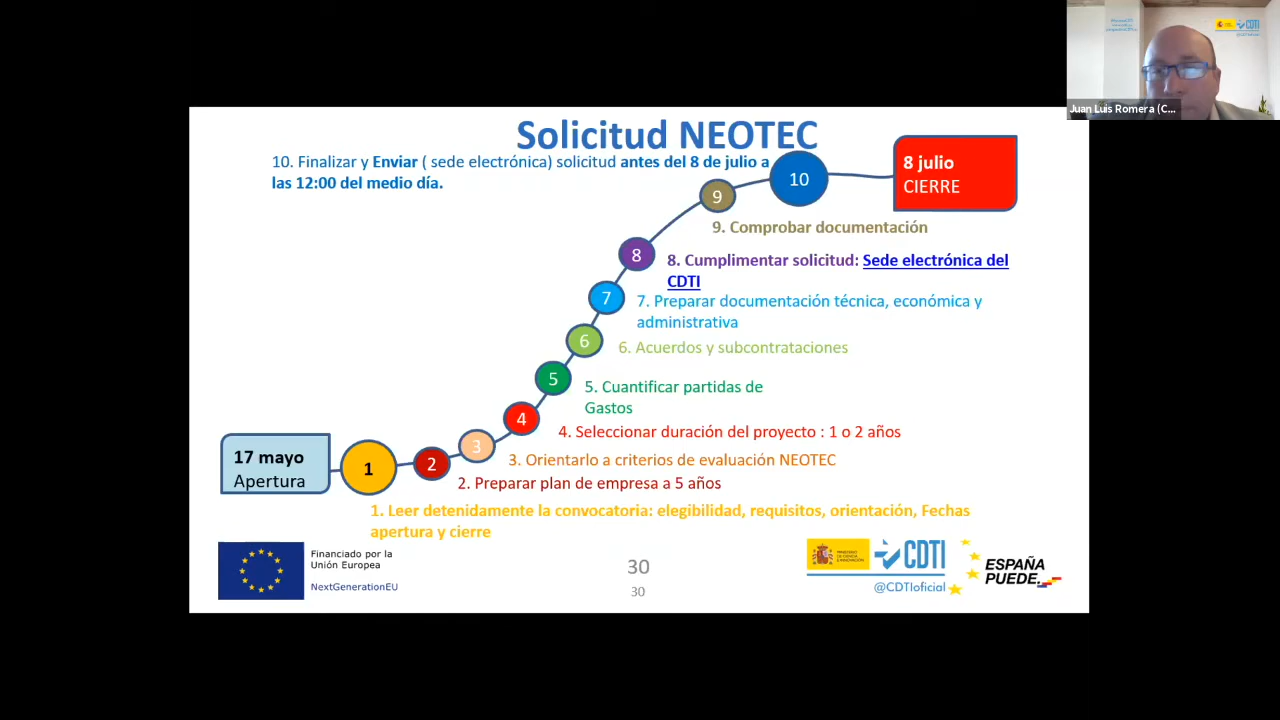 Solicitud NEOTEC
10. Finalizar y Enviar ( sede electrónica) solicitud antes del 8 de julio a
las 12:00 del medio día.
10
8 julio
CIERRE
9
9. Comprobar documentación
8
8. Cumplimentar solicitud: Sede electrónica del
CDTI
7
7. Preparar documentación técnica, económica y
administrativa
6
6. Acuerdos y subcontrataciones
5
5. Cuantificar partidas de
Gastos
4
4. Seleccionar duración del proyecto : 1 o 2 años
3
3. Orientarlo a criterios de evaluación NEOTEC
2
2. Preparar plan de empresa a 5 años
17 mayo
Apertura
1
1. Leer detenidamente la convocatoria: elegibilidad, requisitos, orientación, Fechas
apertura y cierre
Financiado por la
Unión Europea
NextGenerationEU
30
30
CDTI
@CDTIoficial
ESPAÑA
PUEDE.
CDTI
Juan Luis Romera (C...